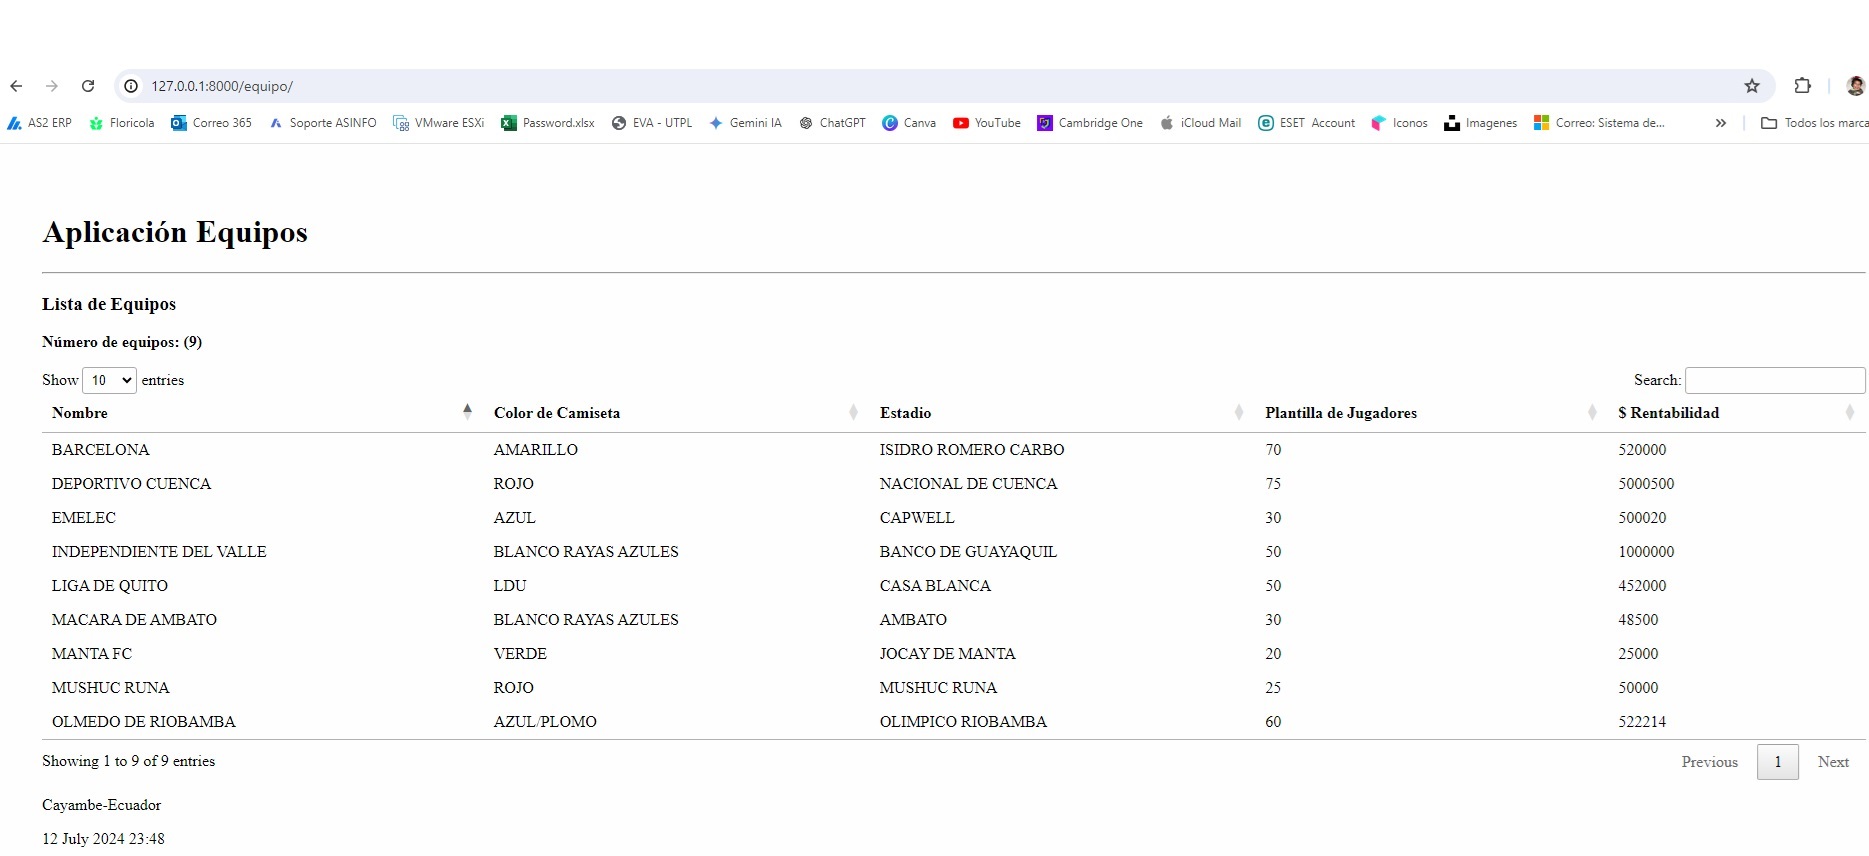 127.0.0.1:8000/equipo/
AS2 ERP Floricola Correo 365 Soporte ASINFO VMware ESXi Password.xlsx EVA - UTPL Gemini IA ChatGPT Canva YouTube Cambridge One iCloud Mail ESET Account Iconos Imagenes Correo: Sistema de... » Todos los marca
Aplicación Equipos
Lista de Equipos
Número de equipos: (9)
Show 10 entries Search:
Nombre Color de Camiseta Estadio Plantilla de Jugadores $ Rentabilidad
BARCELONA AMARILLO ISIDRO ROMERO CARBO 70 520000
DEPORTIVO CUENCA ROJO NACIONAL DE CUENCA 75 5000500
EMELEC AZUL CAPWELL 30 500020
INDEPENDIENTE DEL VALLE BLANCO RAYAS AZULES BANCO DE GUAYAQUIL 50 1000000
LIGA DE QUITO LDU CASA BLANCA 50 452000
MACARA DE AMBATO BLANCO RAYAS AZULES AMBATO 30 48500
MANTA FC VERDE JOCAY DE MANTA 20 25000
MUSHUC RUNA ROJO MUSHUC RUNA 25 50000
OLMEDO DE RIOBAMBA AZUL/PLOMO OLIMPICO RIOBAMBA 60 522214
Showing 1 to 9 of 9 entries Previous 1 Next
Cayambe-Ecuador
12 July 2024 23:48